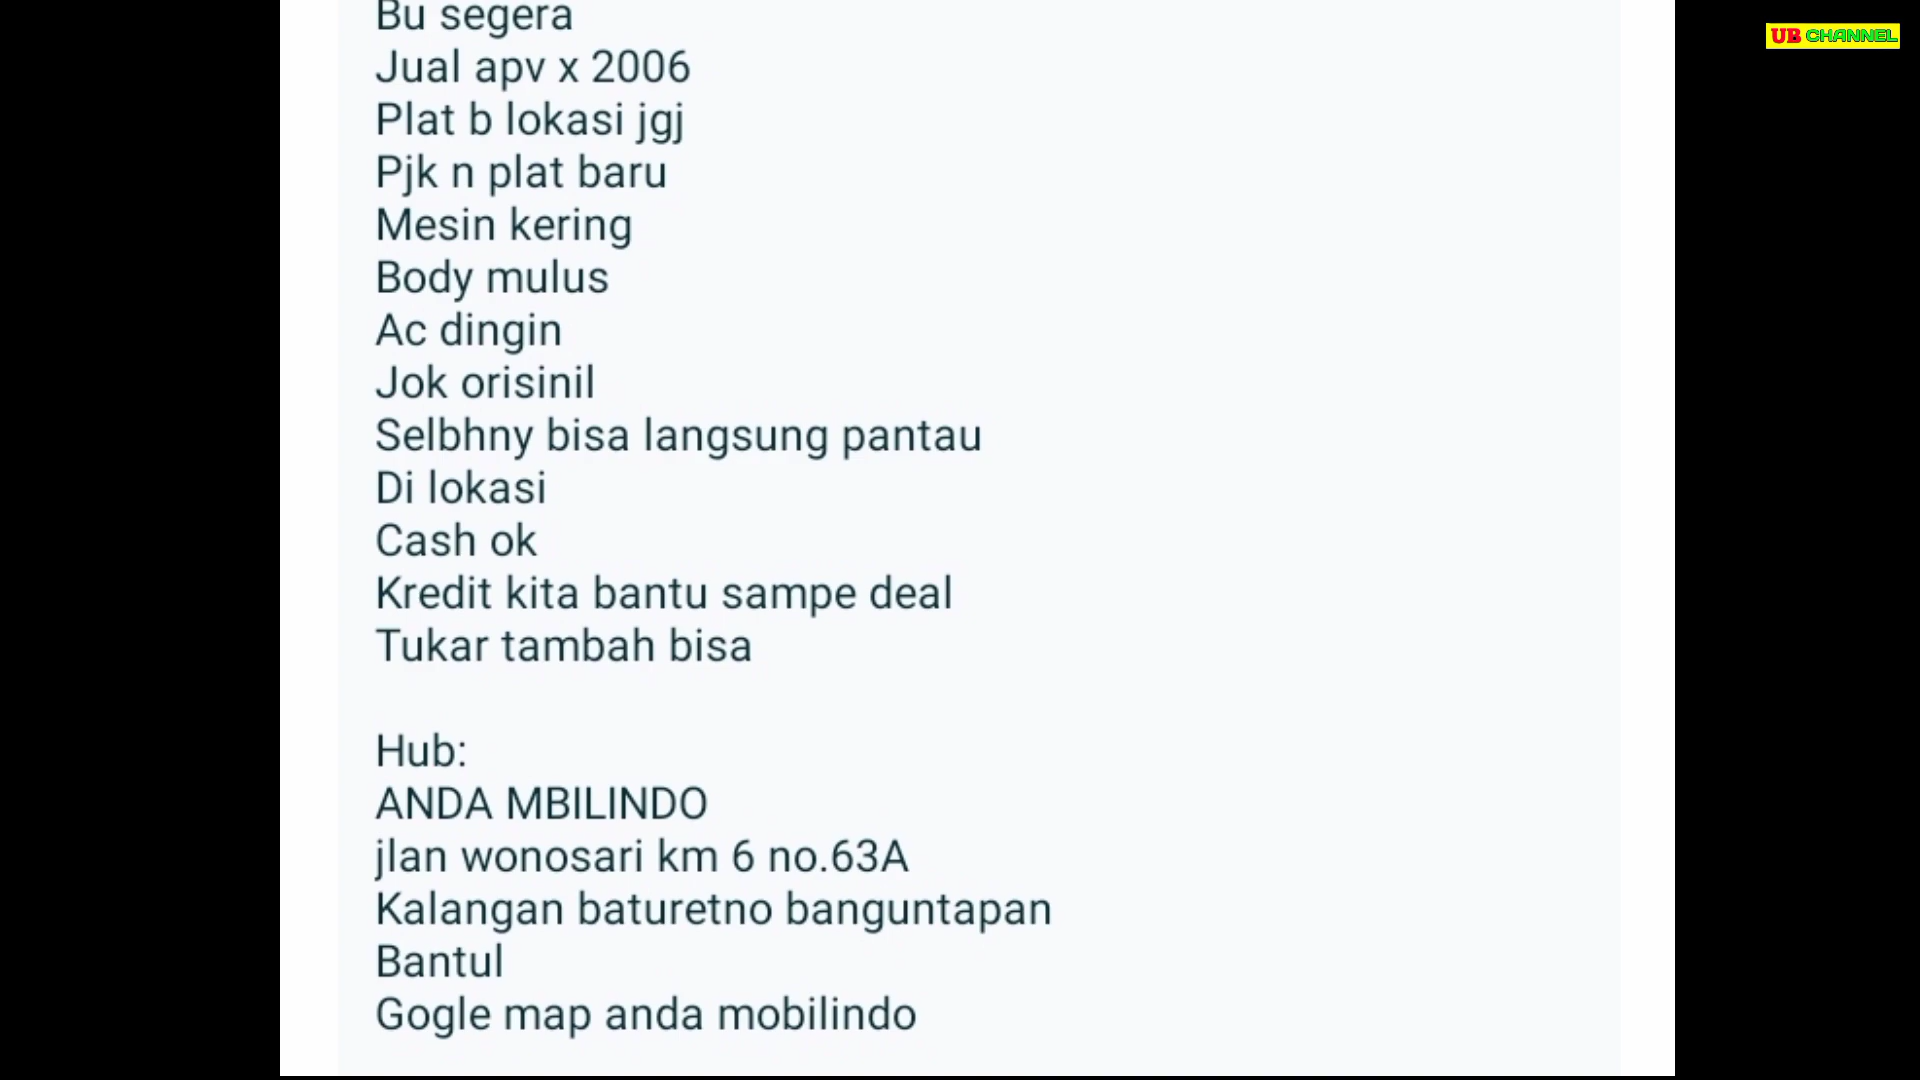 UB CHANNEL
Bu segera
Jual apv x 2006
Plat b lokasi jgj
Pjk n plat baru
Mesin kering
Body mulus
Ac dingin
Jok orisinil
Selbhny bisa langsung pantau
Di lokasi
Cash ok
Kredit kita bantu sampe deal
Tukar tambah bisa
Hub:
ANDA MBILINDO
jlan wonosari km 6 no.63A
Kalangan baturetno banguntapan
Bantul
Gogle map anda mobilindo